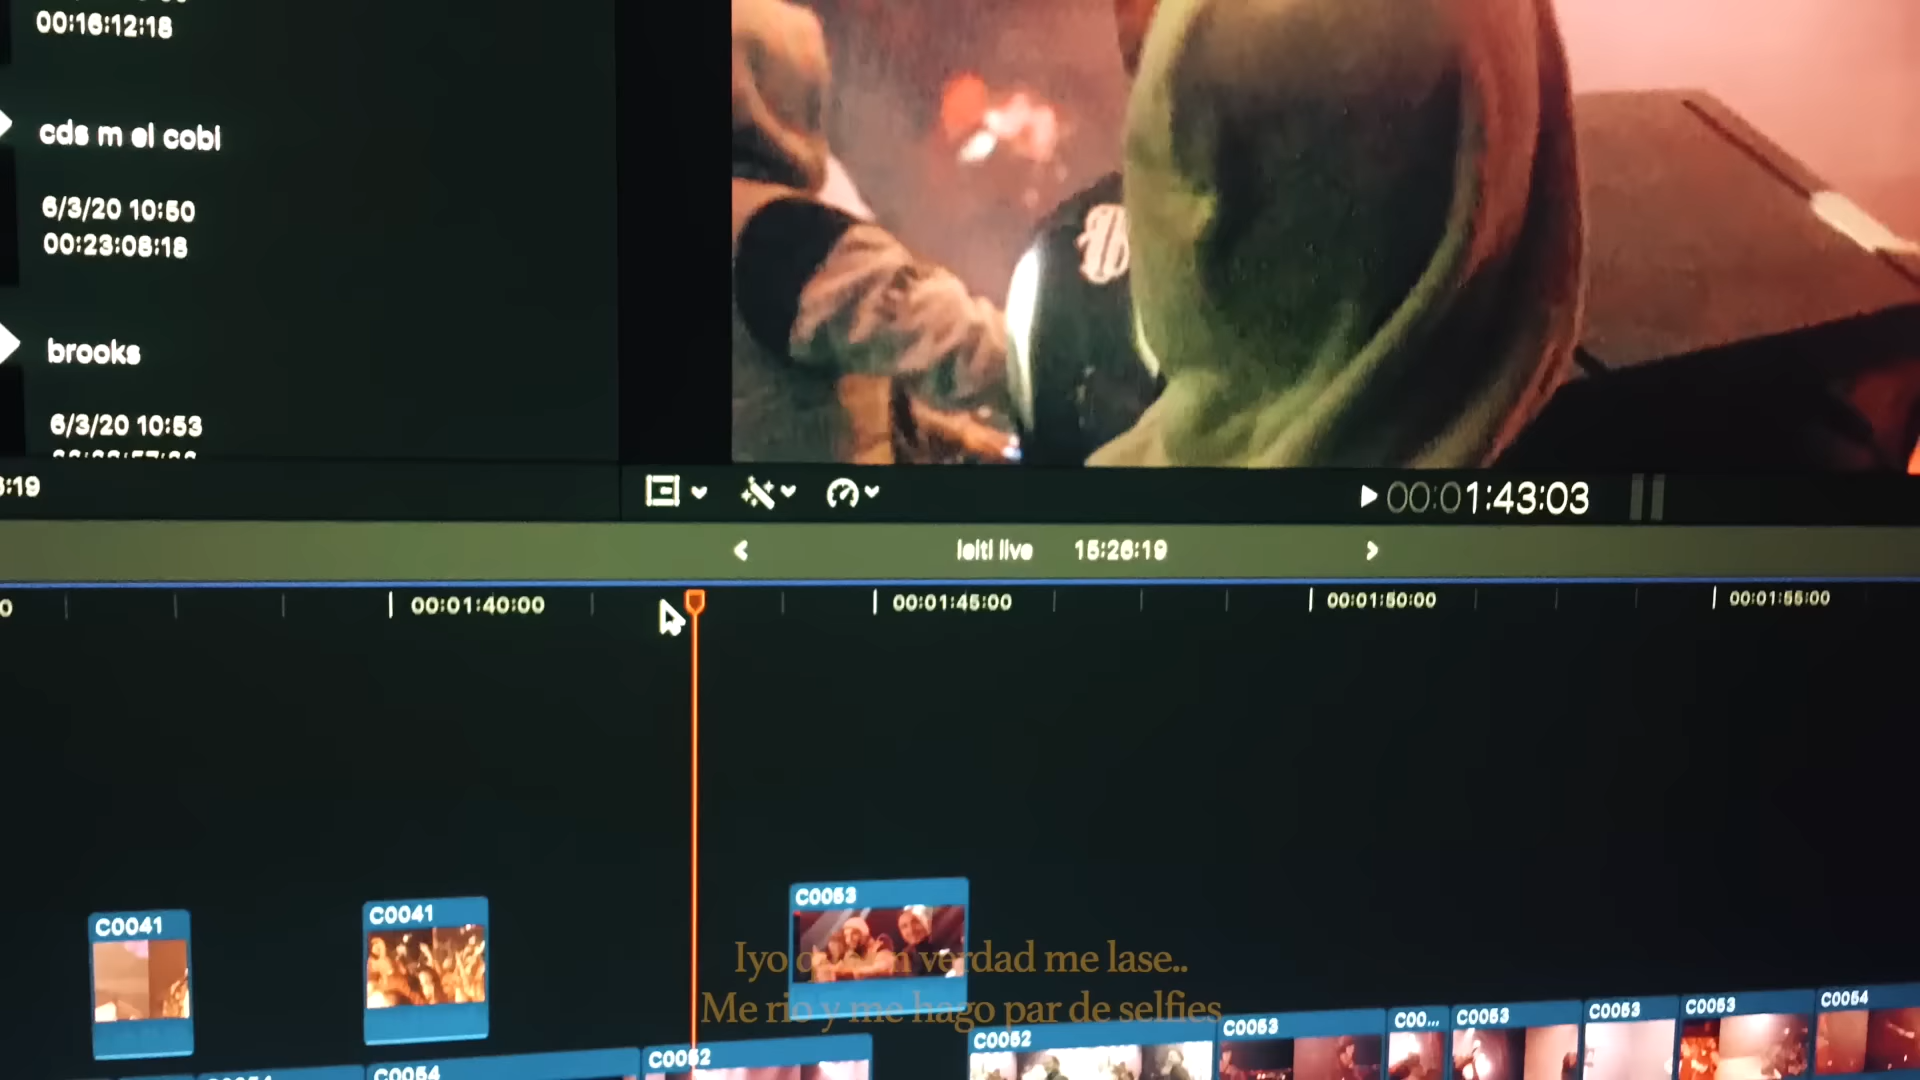 00:16:12:18
cds m el cobi
6/3/20 10:50
00:23:08:18
brooks
6/3/20 10:53
:19
00:01:43:03
leiti live 15:26:19
00:01:40:00 00:01:45:00 00:01:50:00 00:01:55:00
C0053
C0041 C0041
Iyo verdad me lase..
Me rio y me hago par de selfies
C0054 C0053 C0053 C00... C0053 C0053
C0052 C0052
C0054